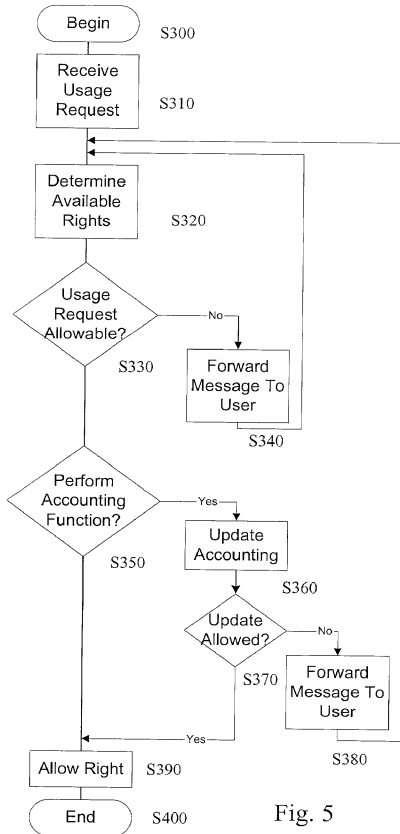 Begin
S300
Receive
Usage
Request
S310
Determine
Available
Rights
S320
Usage
Request
Allowable?
No
S330
Forward
Message To
User
S340
Perform
Accounting
Function?
Yes
S350
Update
Accounting
S360
Update
Allowed?
No
S370
Forward
Message To
User
S380
Yes
Allow Right
S390
End
S400
Fig. 5